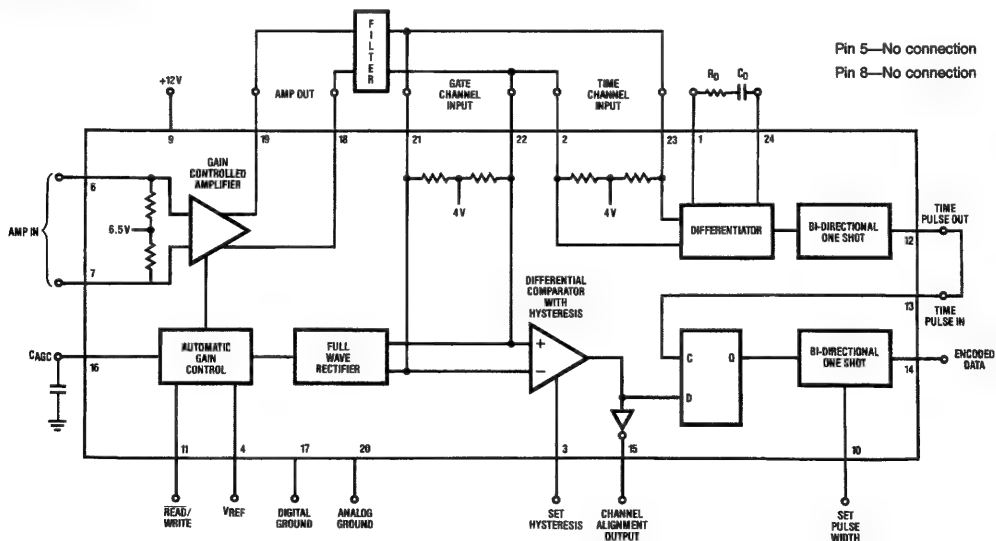 FILTER
Pin 5—No connection
Pin 8—No connection
+12V
AMP OUT
GATE
CHANNEL
INPUT
TIME
CHANNEL
INPUT
RD
CD
9
19
18
21
22
2
23
1
24
GAIN
CONTROLLED
AMPLIFIER
6
AMP IN
6.5V
7
4V
4V
DIFFERENTIATOR
BI-DIRECTIONAL
ONE SHOT
TIME
PULSE OUT
12
13
TIME
PULSE IN
DIFFERENTIAL
COMPARATOR
WITH
HYSTERESIS
CAGC
16
AUTOMATIC
GAIN
CONTROL
FULL
WAVE
RECTIFIER
+
−
C
Q
D
BI-DIRECTIONAL
ONE SHOT
14
ENCODED
DATA
11
4
17
20
3
15
10
READ/
WRITE
VREF
DIGITAL
GROUND
ANALOG
GROUND
SET
HYSTERESIS
CHANNEL
ALIGNMENT
OUTPUT
SET
PULSE
WIDTH